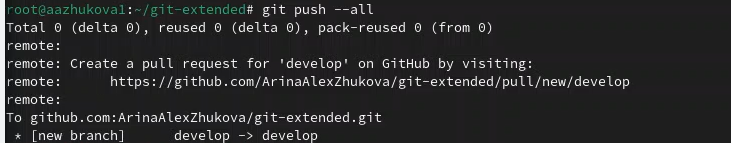 root@aazhukova1:~/git-extended# git push --all
Total 0 (delta 0), reused 0 (delta 0), pack-reused 0 (from 0)
remote:
remote: Create a pull request for 'develop' on GitHub by visiting:
remote:      https://github.com/ArinaAlexZhukova/git-extended/pull/new/develop
remote:
To github.com:ArinaAlexZhukova/git-extended.git
 * [new branch]      develop -> develop